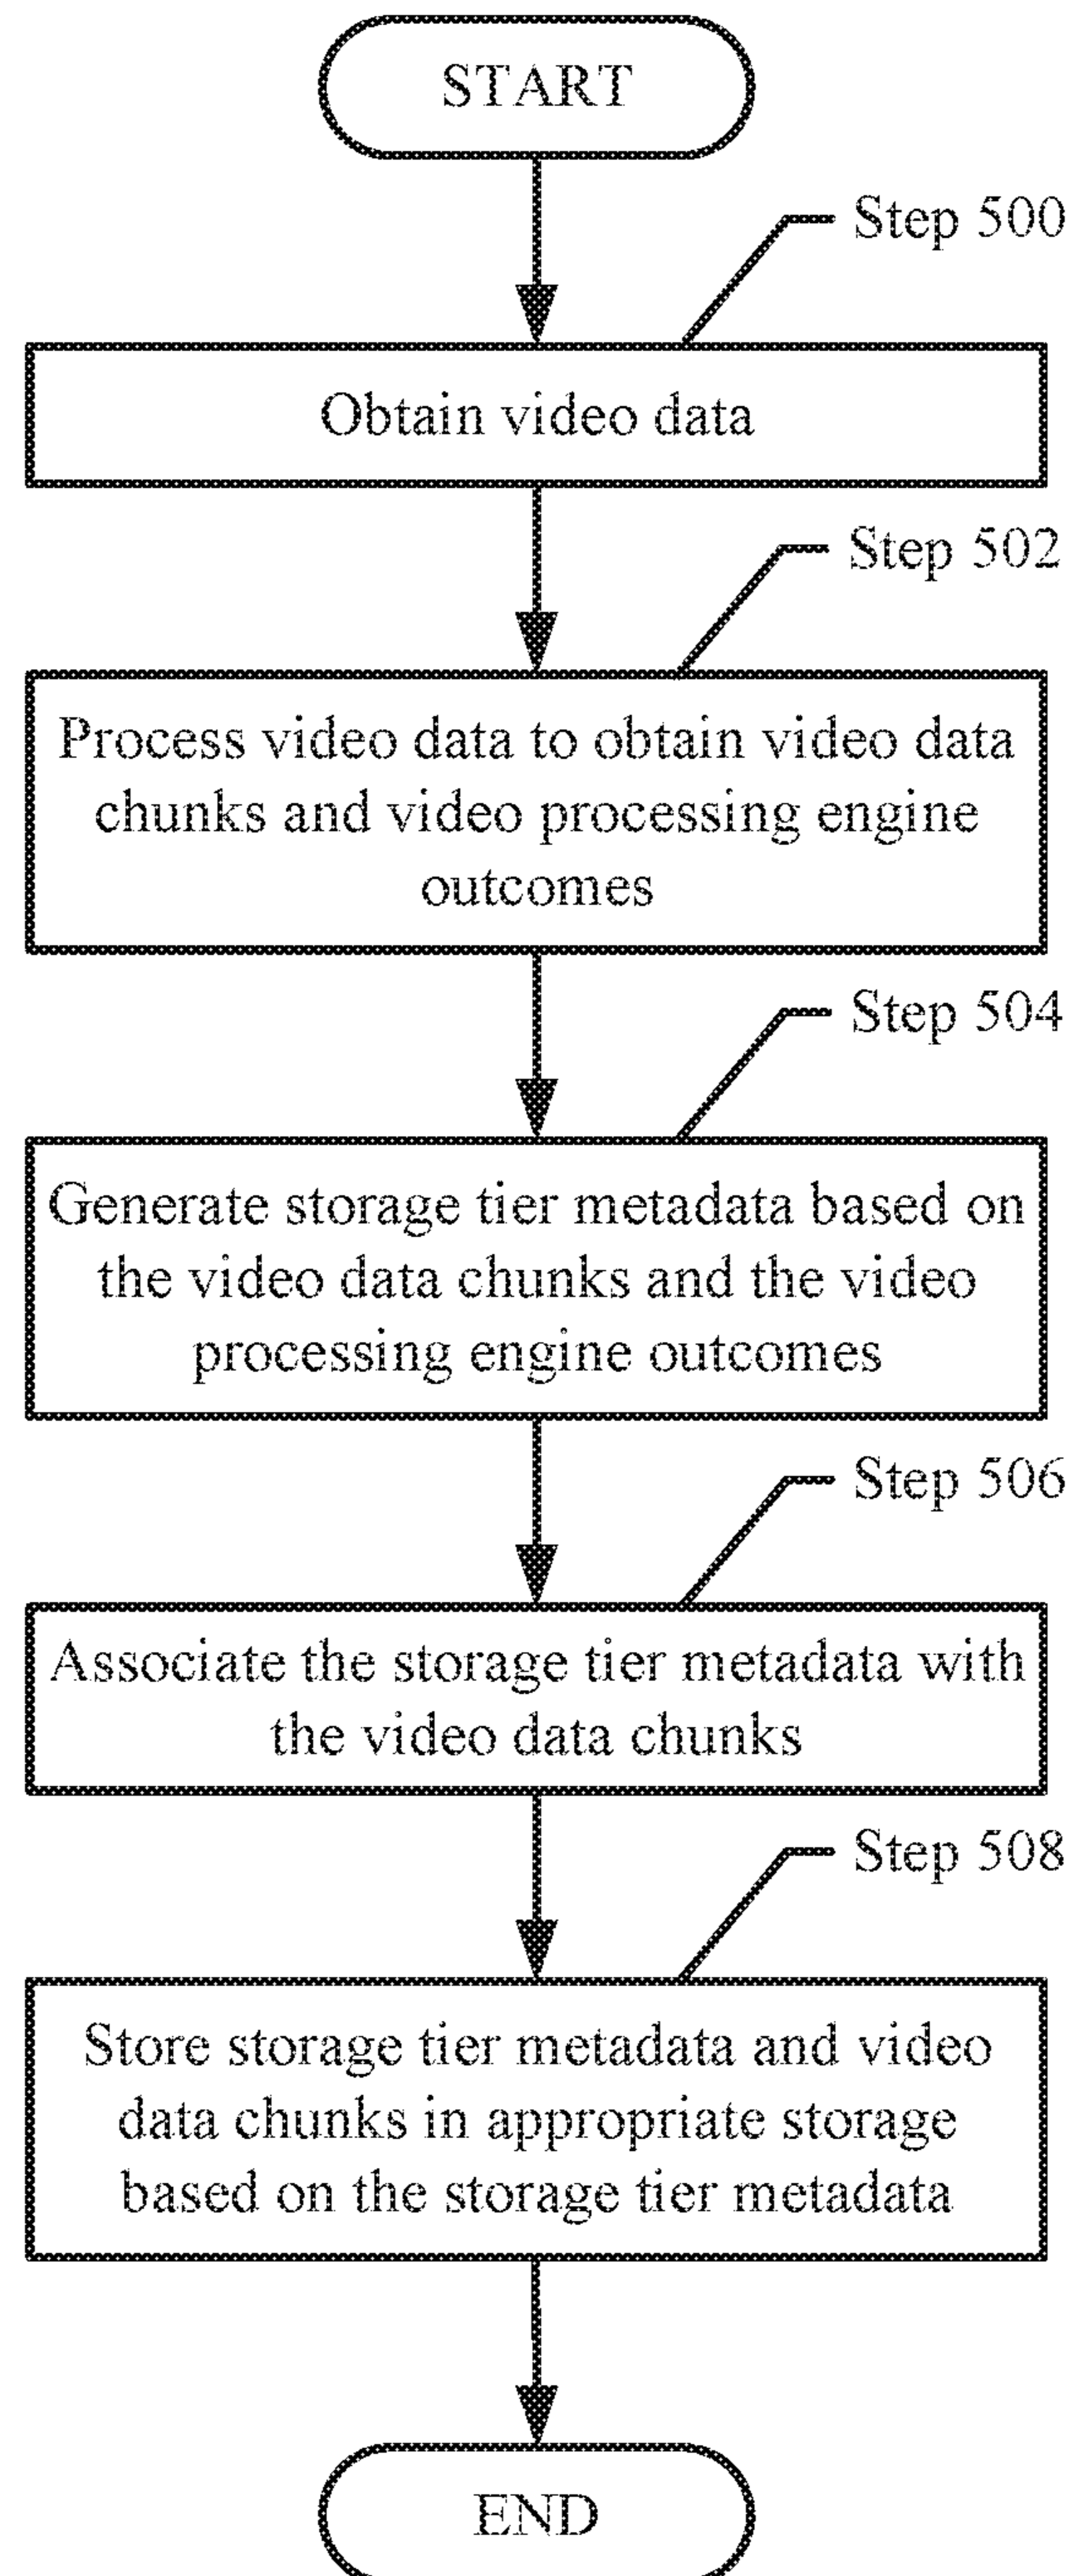 START
Step 500
Obtain video data
Step 502
Process video data to obtain video data
chunks and video processing engine
outcomes
Step 504
Generate storage tier metadata based on
the video data chunks and the video
processing engine outcomes
Step 506
Associate the storage tier metadata with
the video data chunks
Step 508
Store storage tier metadata and video
data chunks in appropriate storage
based on the storage tier metadata
END